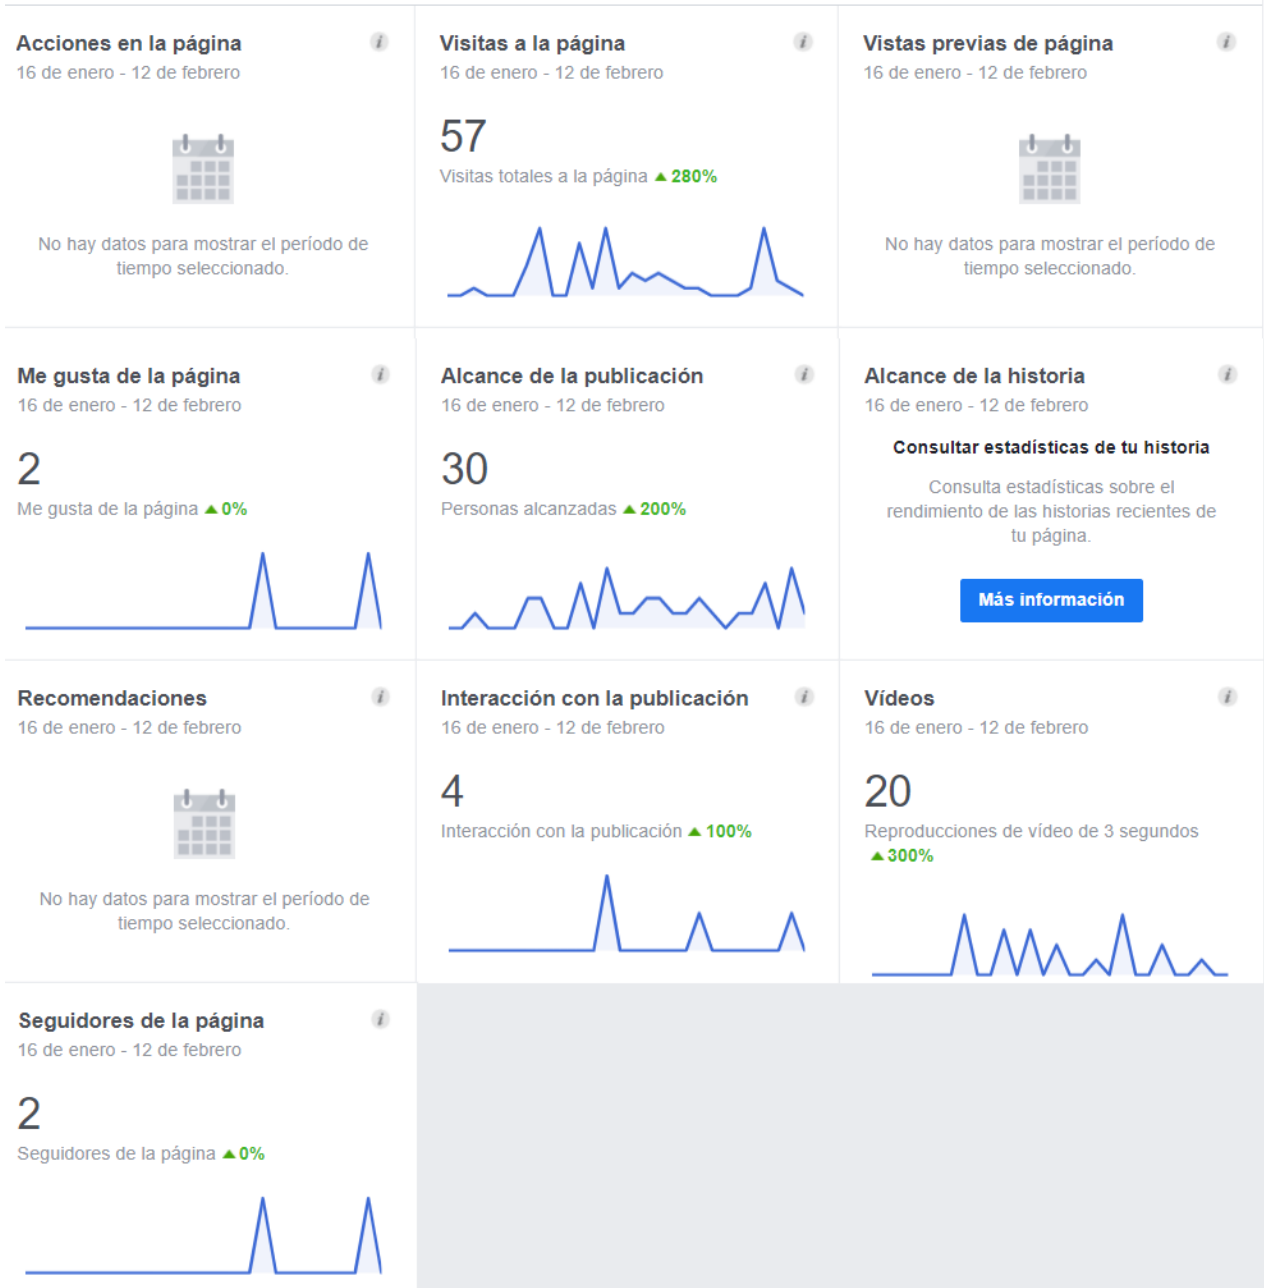 Acciones en la página
16 de enero - 12 de febrero
No hay datos para mostrar el período de
tiempo seleccionado.
Visitas a la página
16 de enero - 12 de febrero
57
Visitas totales a la página ▲ 280%
Vistas previas de página
16 de enero - 12 de febrero
No hay datos para mostrar el período de
tiempo seleccionado.
Me gusta de la página
16 de enero - 12 de febrero
2
Me gusta de la página ▲ 0%
Alcance de la publicación
16 de enero - 12 de febrero
30
Personas alcanzadas ▲ 200%
Alcance de la historia
16 de enero - 12 de febrero
Consultar estadísticas de tu historia
Consulta estadísticas sobre el
rendimiento de las historias recientes de
tu página.
Más información
Recomendaciones
16 de enero - 12 de febrero
No hay datos para mostrar el período de
tiempo seleccionado.
Interacción con la publicación
16 de enero - 12 de febrero
4
Interacción con la publicación ▲ 100%
Vídeos
16 de enero - 12 de febrero
20
Reproducciones de vídeo de 3 segundos
▲ 300%
Seguidores de la página
16 de enero - 12 de febrero
2
Seguidores de la página ▲ 0%